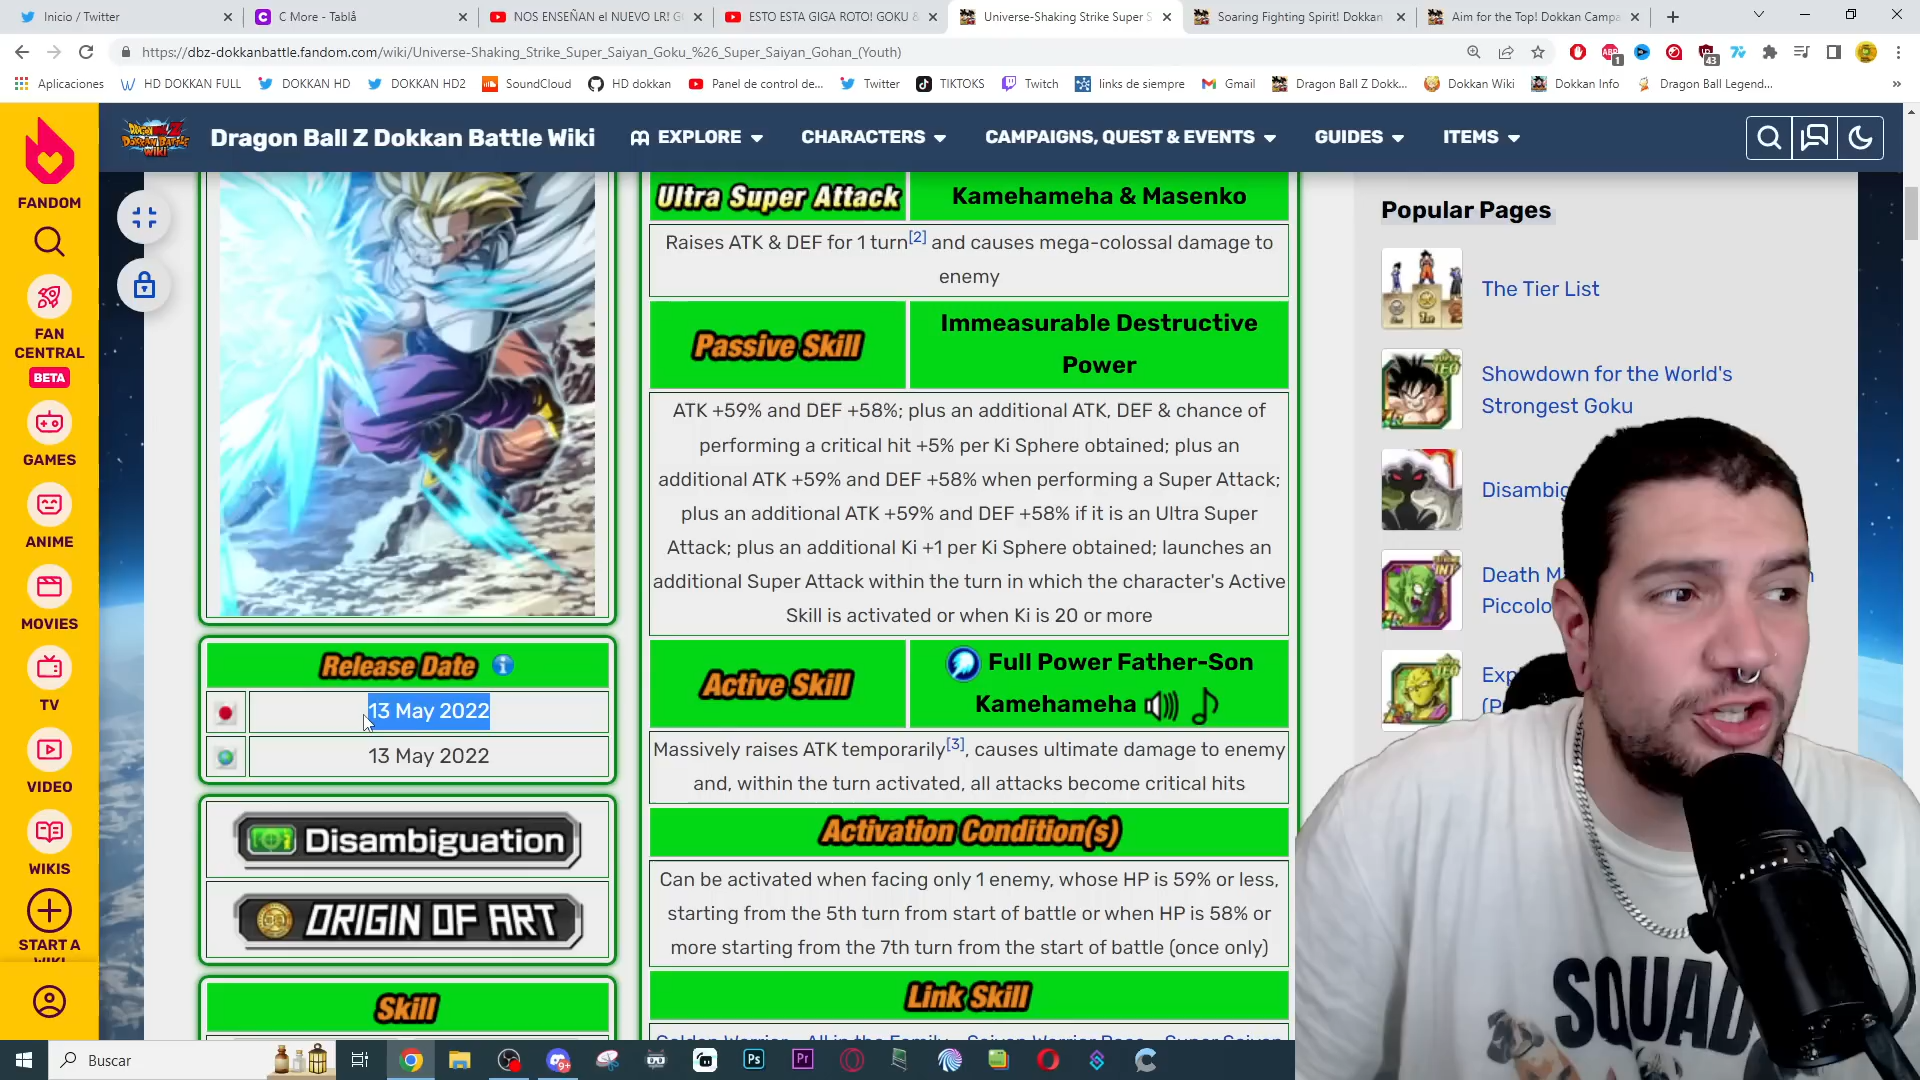 Inicio / Twitter
C More - Tablå
NOS ENSEÑAN el NUEVO LR! G
ESTO ESTA GIGA ROTO! GOKU &
Universe-Shaking Strike Super S
Soaring Fighting Spirit! Dokkan
Aim for the Top! Dokkan Campa
https://dbz-dokkanbattle.fandom.com/wiki/Universe-Shaking_Strike_Super_Saiyan_Goku_%26_Super_Saiyan_Gohan_(Youth)
Aplicaciones
HD DOKKAN FULL
DOKKAN HD
DOKKAN HD2
SoundCloud
HD dokkan
Panel de control de...
Twitter
TIKTOKS
Twitch
links de siempre
Gmail
Dragon Ball Z Dokk...
Dokkan Wiki
Dokkan Info
Dragon Ball Legend...
Dragon Ball Z Dokkan Battle Wiki
EXPLORE
CHARACTERS
CAMPAIGNS, QUEST & EVENTS
GUIDES
ITEMS
FANDOM
FAN
CENTRAL
BETA
GAMES
ANIME
MOVIES
TV
VIDEO
WIKIS
START A
WIKI
Release Date
13 May 2022
13 May 2022
Disambiguation
ORIGIN OF ART
Skill
Ultra Super Attack
Kamehameha & Masenko
Raises ATK & DEF for 1 turn[2] and causes mega-colossal damage to
enemy
Passive Skill
Immeasurable Destructive
Power
ATK +59% and DEF +58%; plus an additional ATK, DEF & chance of
performing a critical hit +5% per Ki Sphere obtained; plus an
additional ATK +59% and DEF +58% when performing a Super Attack;
plus an additional ATK +59% and DEF +58% if it is an Ultra Super
Attack; plus an additional Ki +1 per Ki Sphere obtained; launches an
additional Super Attack within the turn in which the character's Active
Skill is activated or when Ki is 20 or more
Active Skill
Full Power Father-Son
Kamehameha
Massively raises ATK temporarily[3], causes ultimate damage to enemy
and, within the turn activated, all attacks become critical hits
Activation Condition(s)
Can be activated when facing only 1 enemy, whose HP is 59% or less,
starting from the 5th turn from start of battle or when HP is 58% or
more starting from the 7th turn from the start of battle (once only)
Link Skill
Golden Warrior - All in the Family - Saiyan Warrior Race - Super Saiyan
Popular Pages
The Tier List
Showdown for the World's
Strongest Goku
Disambig
Death M
Piccolo
Exp
(P
SQUAD
Buscar